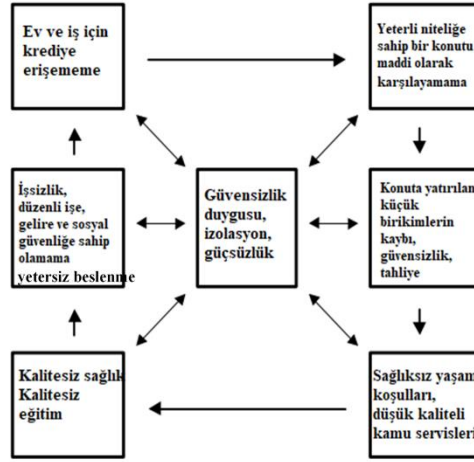 Ev ve iş için
krediye
erişememe
Yeterli niteliğe
sahip bir konutu
maddi olarak
karşılayamama
İşsizlik,
düzenli işe,
gelire ve sosyal
güvenliğe sahip
olamama
yetersiz beslenme
Güvensizlik
duygusu,
izolasyon,
güçsüzlük
Konuta yatırılan
küçük
birikimlerin
kaybı,
güvensizlik,
tahliye
Kalitesiz sağlık
Kalitesiz
eğitim
Sağlıksız yaşam
koşulları,
düşük kaliteli
kamu servisleri